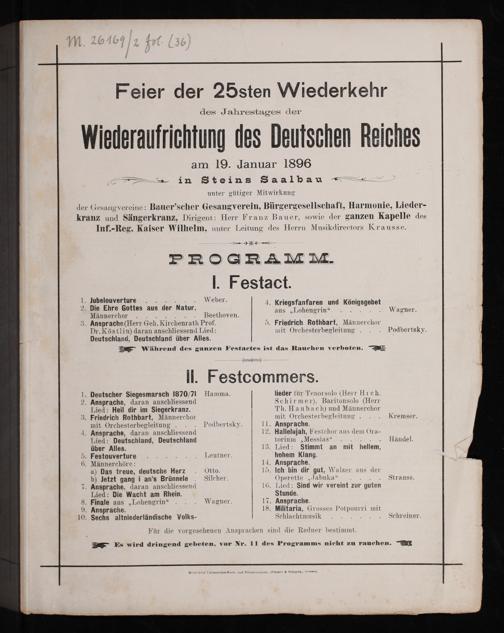 M. 26169/2 fol. (36)
Feier der 25sten Wiederkehr
des Jahrestages der
Wiederaufrichtung des Deutschen Reiches
am 19. Januar 1896
in Steins Saalbau
unter gütiger Mitwirkung
der Gesangvereine: Bauer'scher Gesangverein, Bürgergesellschaft, Harmonie, Lieder-
kranz und Sängerkranz, Dirigent: Herr Franz Bauer, sowie der ganzen Kapelle des
Inf.-Reg. Kaiser Wilhelm, unter Leitung des Herrn Musikdirectors Krausse.
PROGRAMM.
I. Festact.
1. Jubelouverture . . . . . . Weber.
2. Die Ehre Gottes aus der Natur,
Männerchor . . . . . . . Beethoven.
3. Ansprache (Herr Geh. Kirchenrath Prof.
Dr. Köstlin) daran anschliessend Lied:
Deutschland, Deutschland über Alles.
4. Kriegsfanfaren und Königsgebet
aus „Lohengrin“ . . . . . Wagner.
5. Friedrich Rothbart, Männerchor
mit Orchesterbegleitung . . . Podbertsky.
Während des ganzen Festactes ist das Rauchen verboten.
II. Festcommers.
1. Deutscher Siegesmarsch 1870/71 Hamma.
2. Ansprache, daran anschliessend
Lied: Heil dir im Siegerkranz.
3. Friedrich Rothbart, Männerchor
mit Orchesterbegleitung . . . Podbertsky.
4. Ansprache, daran anschliessend
Lied: Deutschland, Deutschland
über Alles.
5. Festouverture . . . . . . Leutner.
6. Männerchöre:
a) Das treue, deutsche Herz . Otto.
b) Jetzt gang i an's Brünnele . Silcher.
7. Ansprache, daran anschliessend
Lied: Die Wacht am Rhein.
8. Finale aus „Lohengrin“ . . . Wagner.
9. Ansprache.
10. Sechs altniederländische Volks-
lieder für Tenorsolo (Herr Hich.
Schirmer), Baritonsolo (Herr
Th. Haubach) und Männerchor
mit Orchesterbegleitung . . . Kremser.
11. Ansprache.
12. Hallelujah, Festchor aus dem Ora-
torium „Messias“ . . . . . Händel.
13. Lied: Stimmt an mit hellem,
hohem Klang.
14. Ansprache.
15. Ich bin dir gut, Walzer aus der
Operette „Jabuka“ . . . . . Strauss.
16. Lied: Sind wir vereint zur guten
Stunde.
17. Ansprache.
18. Militaria, Grosses Potpourri mit
Schlachtmusik . . . . . . Schreiner.
Für die vorgesehenen Ansprachen sind die Redner bestimmt.
Es wird dringend gebeten, vor Nr. 11 des Programms nicht zu rauchen.